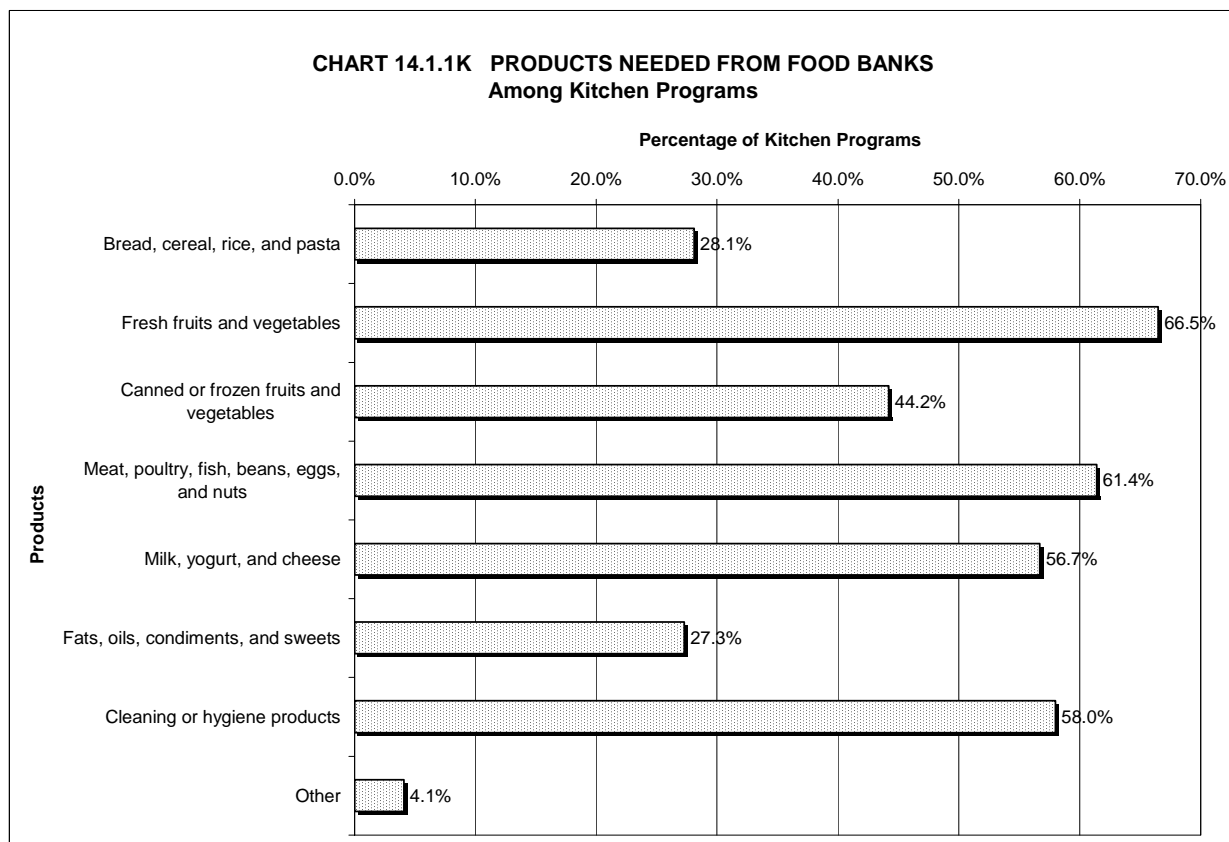 CHART 14.1.1K PRODUCTS NEEDED FROM FOOD BANKS
Among Kitchen Programs
Percentage of Kitchen Programs
0.0% 10.0% 20.0% 30.0% 40.0% 50.0% 60.0% 70.0%
Products
Bread, cereal, rice, and pasta 28.1%
Fresh fruits and vegetables 66.5%
Canned or frozen fruits and
vegetables 44.2%
Meat, poultry, fish, beans, eggs,
and nuts 61.4%
Milk, yogurt, and cheese 56.7%
Fats, oils, condiments, and sweets 27.3%
Cleaning or hygiene products 58.0%
Other 4.1%